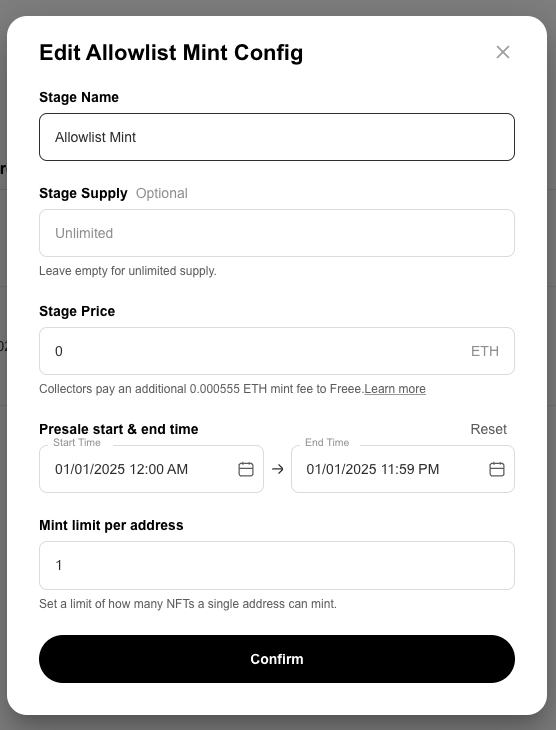 Edit Allowlist Mint Config
Stage Name
Allowlist Mint
Stage Supply Optional
Unlimited
Leave empty for unlimited supply.
Stage Price
0 ETH
Collectors pay an additional 0.000555 ETH mint fee to Freee.Learn more
Presale start & end time Reset
Start Time End Time
01/01/2025 12:00 AM → 01/01/2025 11:59 PM
Mint limit per address
1
Set a limit of how many NFTs a single address can mint.
Confirm